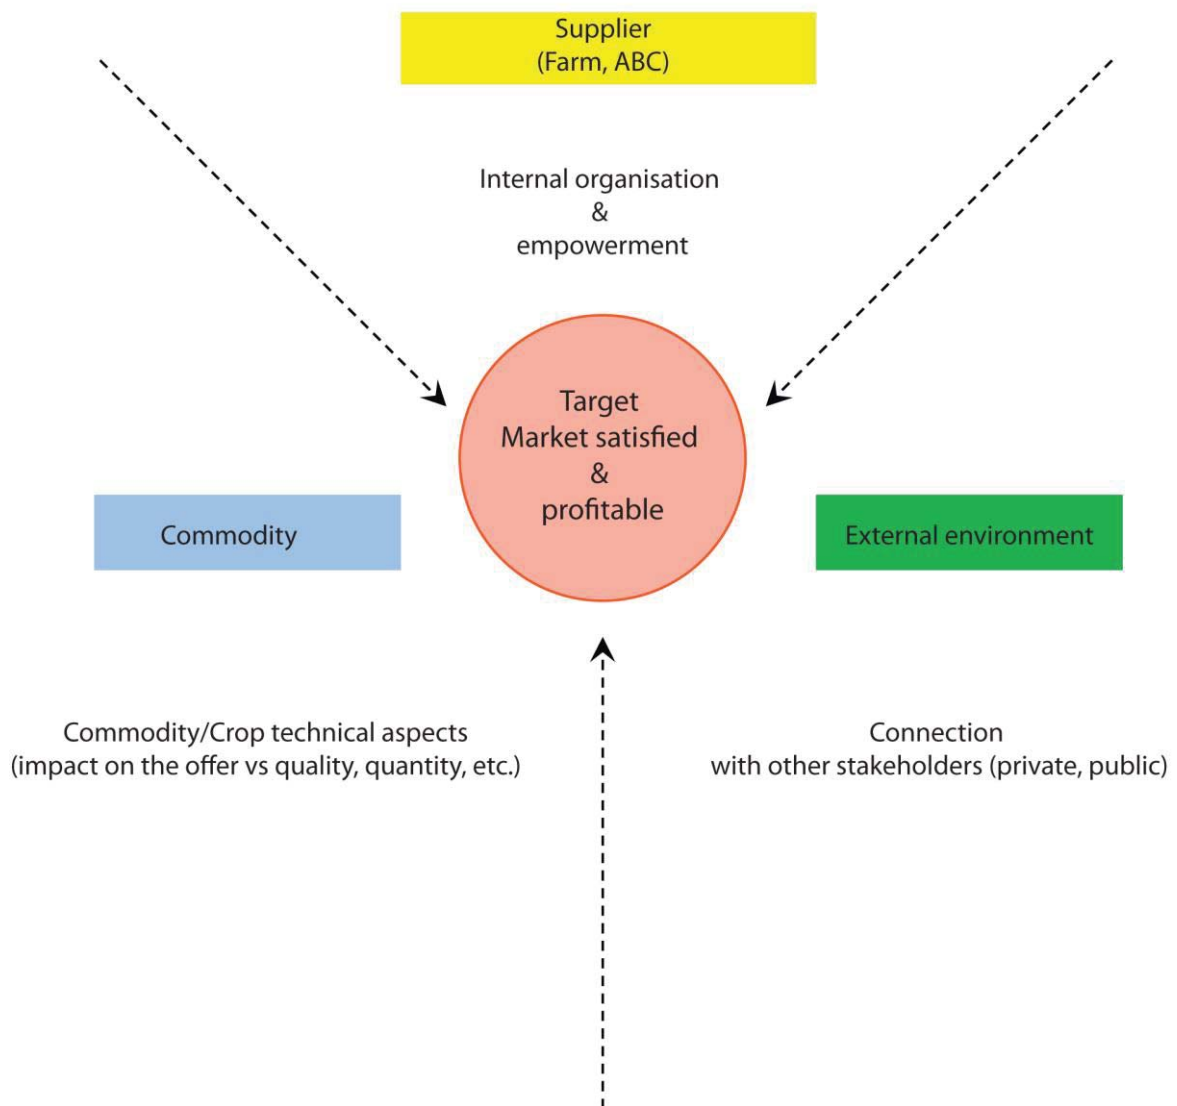 Supplier
(Farm, ABC)
Internal organisation
&
empowerment
Target
Market satisfied
&
profitable
Commodity
External environment
Commodity/Crop technical aspects
(impact on the offer vs quality, quantity, etc.)
Connection
with other stakeholders (private, public)